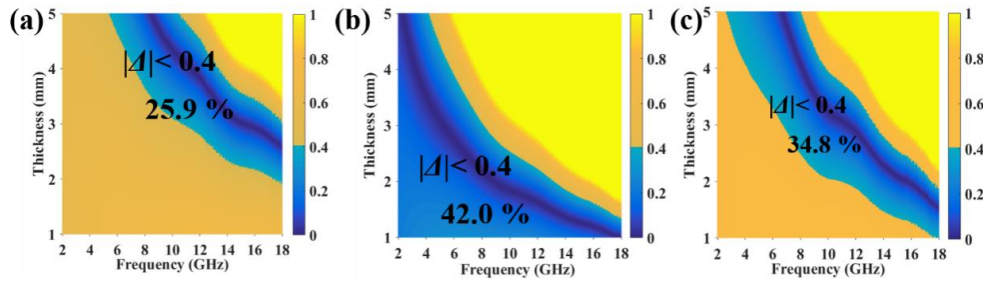 (a)
5
4
3
2
1
Thickness (mm)
|Δ|< 0.4
25.9 %
2 4 6 8 10 12 14 16 18
Frequency (GHz)
1
0.8
0.6
0.4
0.2
0
(b)
5
4
3
2
1
Thickness (mm)
|Δ|< 0.4
42.0 %
2 4 6 8 10 12 14 16 18
Frequency (GHz)
1
0.8
0.6
0.4
0.2
0
(c)
5
4
3
2
1
Thickness (mm)
|Δ|< 0.4
34.8 %
2 4 6 8 10 12 14 16 18
Frequency (GHz)
1
0.8
0.6
0.4
0.2
0